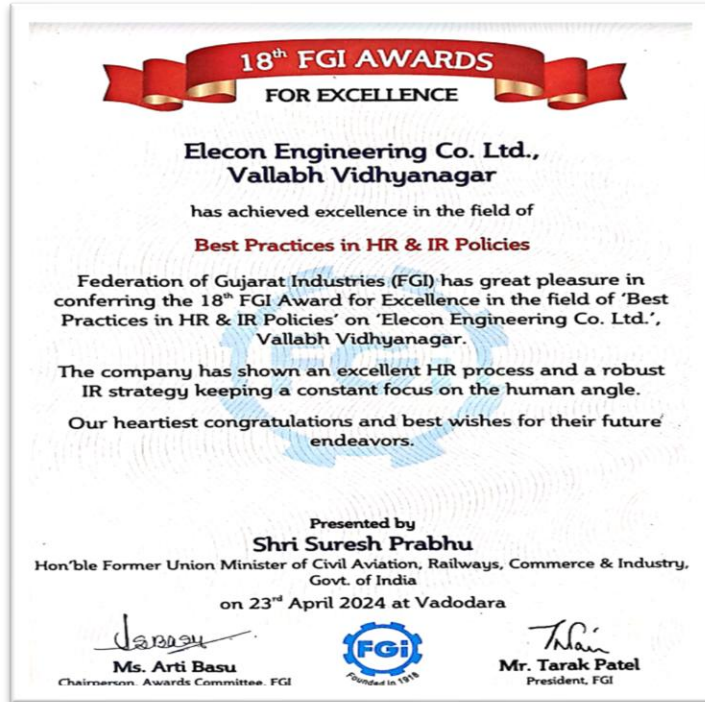 18th FGI AWARDS
FOR EXCELLENCE
Elecon Engineering Co. Ltd.,
Vallabh Vidhyanagar
has achieved excellence in the field of
Best Practices in HR & IR Policies
Federation of Gujarat Industries (FGI) has great pleasure in
conferring the 18th FGI Award for Excellence in the field of ‘Best
Practices in HR & IR Policies’ on ‘Elecon Engineering Co. Ltd.’,
Vallabh Vidhyanagar.
The company has shown an excellent HR process and a robust
IR strategy keeping a constant focus on the human angle.
Our heartiest congratulations and best wishes for their future
endeavors.
Presented by
Shri Suresh Prabhu
Hon’ble Former Union Minister of Civil Aviation, Railways, Commerce & Industry,
Govt. of India
on 23rd April 2024 at Vadodara
Ms. Arti Basu
Chairperson, Awards Committee, FGI
FGi
Founded in 1918
Mr. Tarak Patel
President, FGI